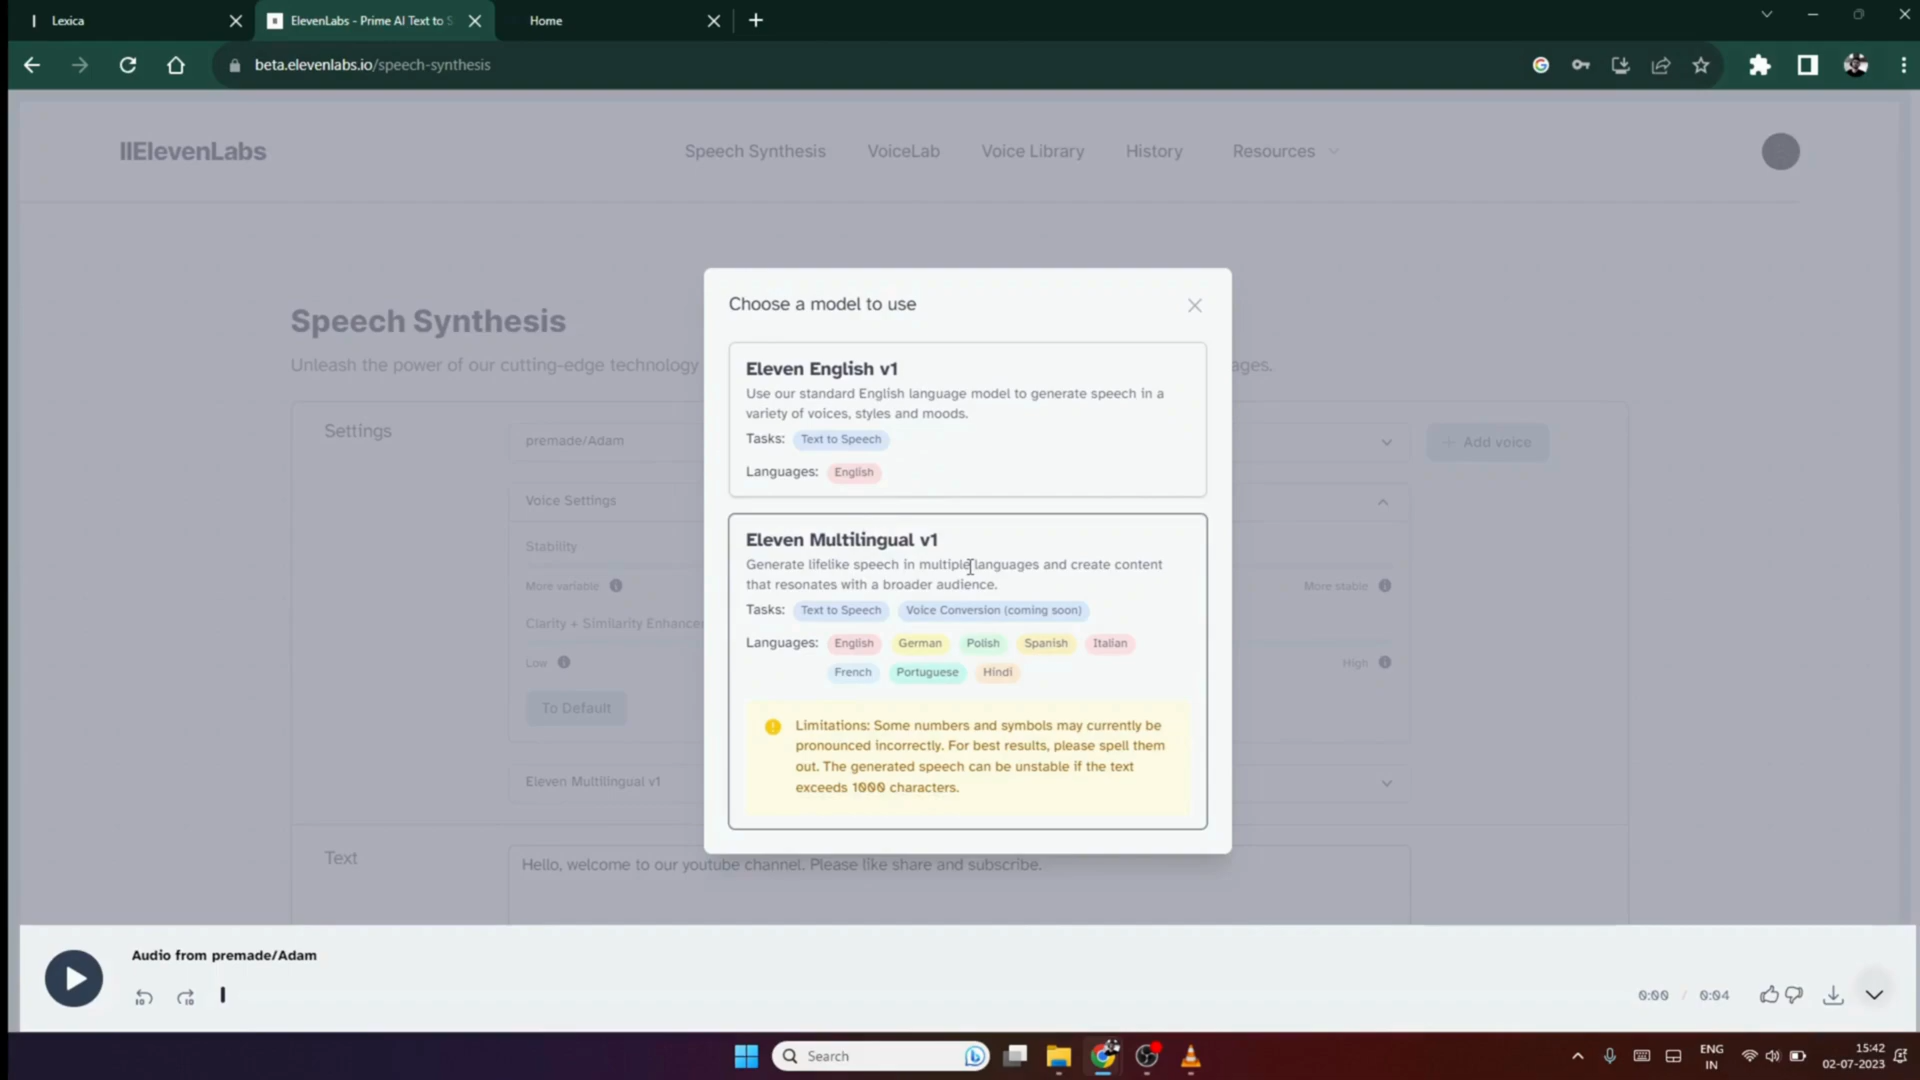 Lexica
ElevenLabs - Prime AI Text to S
Home
beta.elevenlabs.io/speech-synthesis
IIElevenLabs
Speech Synthesis
VoiceLab
Voice Library
History
Resources
Choose a model to use
Speech Synthesis
Unleash the power of our cutting-edge technology
ages.
Eleven English v1
Use our standard English language model to generate speech in a
variety of voices, styles and moods.
Tasks: Text to Speech
Languages: English
Settings
premade/Adam
+ Add voice
Voice Settings
Stability
More variable
More stable
Clarity + Similarity Enhance
Low
High
To Default
Eleven Multilingual v1
Eleven Multilingual v1
Generate lifelike speech in multiple languages and create content
that resonates with a broader audience.
Tasks: Text to Speech Voice Conversion (coming soon)
Languages: English German Polish Spanish Italian
French Portuguese Hindi
Limitations: Some numbers and symbols may currently be
pronounced incorrectly. For best results, please spell them
out. The generated speech can be unstable if the text
exceeds 1000 characters.
Text
Hello, welcome to our youtube channel. Please like share and subscribe.
Audio from premade/Adam
10
10
0:00 / 0:04
Search
ENG
IN
15:42
02-07-2023